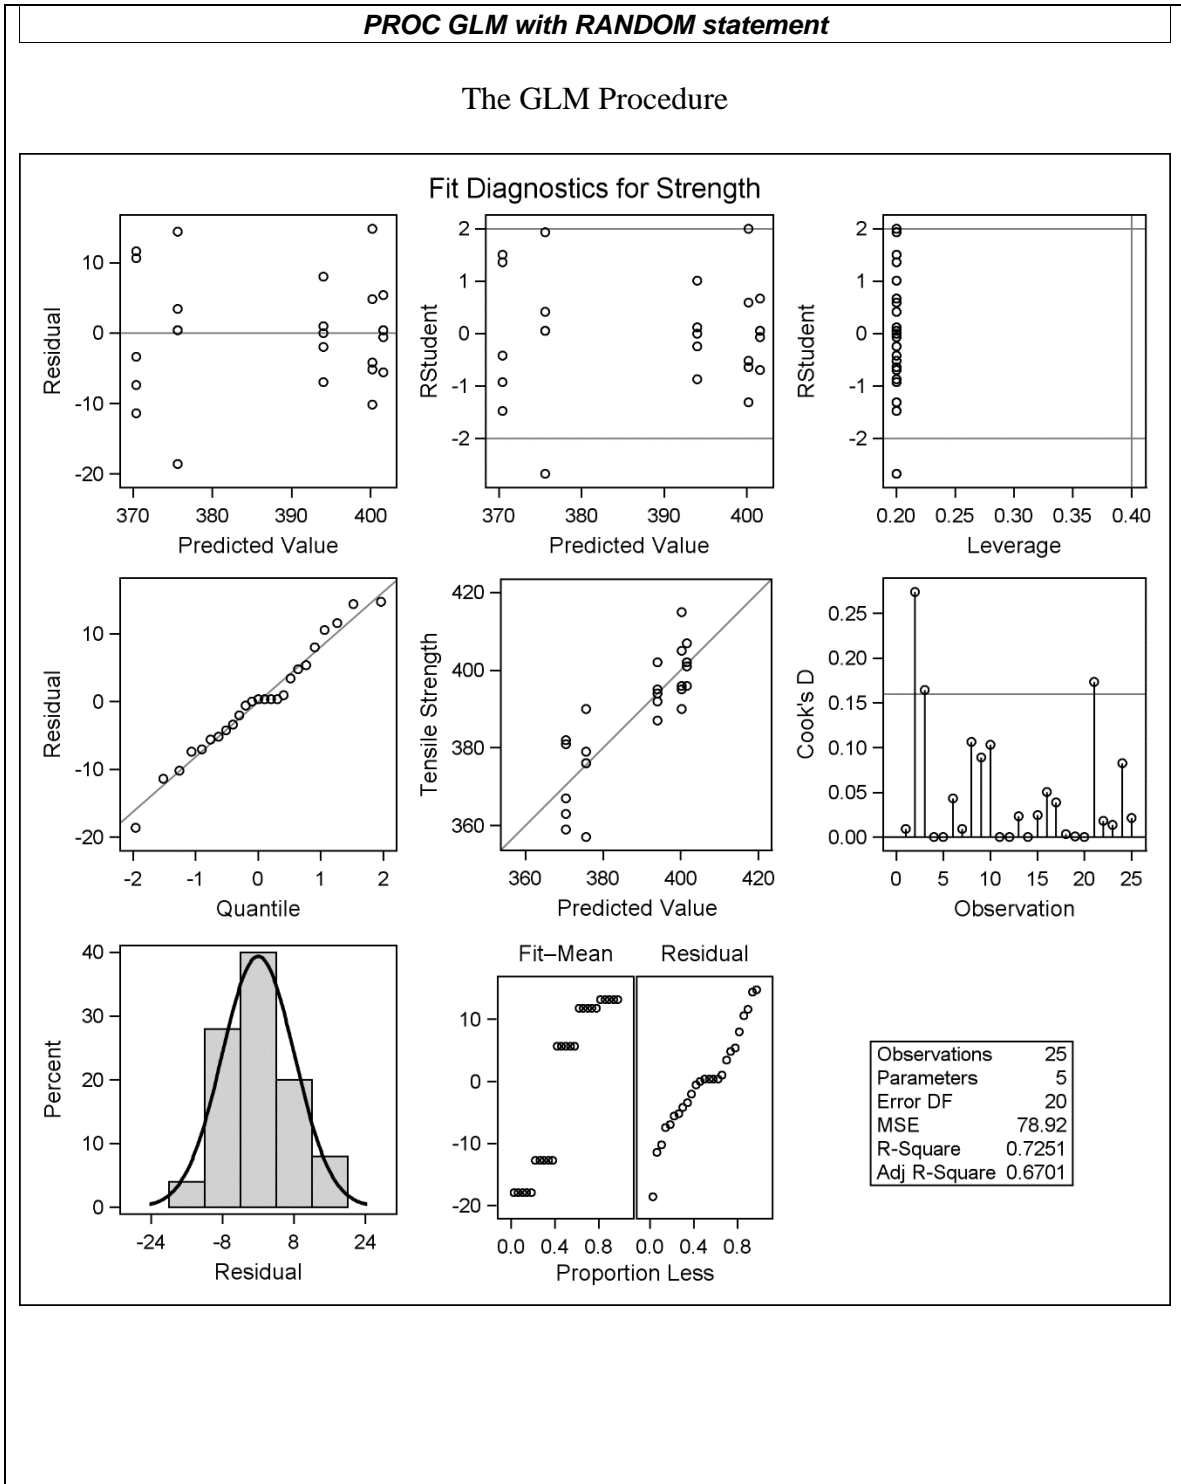 PROC GLM with RANDOM statement
The GLM Procedure
Fit Diagnostics for Strength
Residual
10
0
-10
-20
370 380 390 400
Predicted Value
RStudent
2
1
0
-1
-2
370 380 390 400
Predicted Value
RStudent
2
1
0
-1
-2
0.20 0.25 0.30 0.35 0.40
Leverage
Residual
10
0
-10
-20
-2 -1 0 1 2
Quantile
Tensile Strength
420
400
380
360
360 380 400 420
Predicted Value
Cook's D
0.25
0.20
0.15
0.10
0.05
0.00
0 5 10 15 20 25
Observation
Percent
40
30
20
10
0
-24 -8 8 24
Residual
Fit–Mean Residual
10
0
-10
-20
0.0 0.4 0.8 0.0 0.4 0.8
Proportion Less
Observations 25
Parameters 5
Error DF 20
MSE 78.92
R-Square 0.7251
Adj R-Square 0.6701